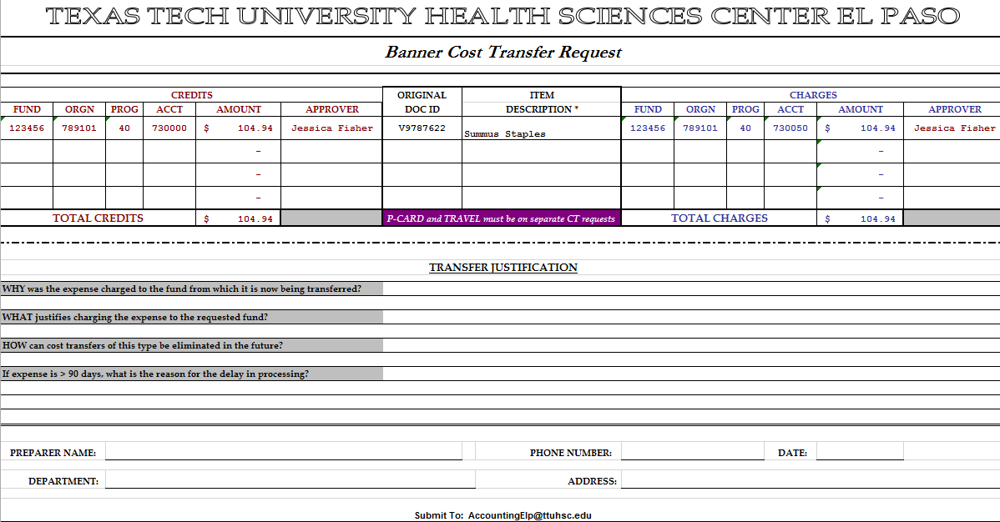 TEXAS TECH UNIVERSITY HEALTH SCIENCES CENTER EL PASO
Banner Cost Transfer Request
CREDITS ORIGINAL ITEM CHARGES
FUND ORGN PROG ACCT AMOUNT APPROVER DOC ID DESCRIPTION * FUND ORGN PROG ACCT AMOUNT APPROVER
123456 789101 40 730000 $ 104.94 Jessica Fisher V9787622 Summus Staples 123456 789101 40 730050 $ 104.94 Jessica Fisher
– –
– –
– –
TOTAL CREDITS $ 104.94 P-CARD and TRAVEL must be on separate CT requests TOTAL CHARGES $ 104.94
TRANSFER JUSTIFICATION
WHY was the expense charged to the fund from which it is now being transferred?
WHAT justifies charging the expense to the requested fund?
HOW can cost transfers of this type be eliminated in the future?
If expense is > 90 days, what is the reason for the delay in processing?
PREPARER NAME: PHONE NUMBER: DATE:
DEPARTMENT: ADDRESS:
Submit To: AccountingElp@ttuhsc.edu